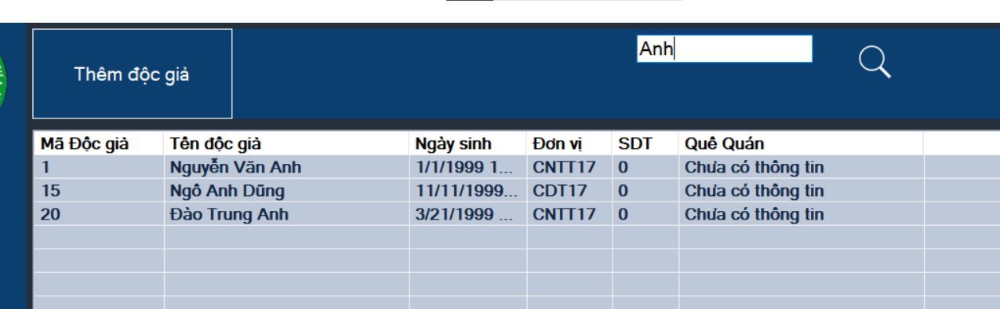 Anh
Thêm độc giả
Mã Độc giả Tên độc giả Ngày sinh Đơn vị SDT Quê Quán
1 Nguyễn Văn Anh 1/1/1999 1... CNTT17 0 Chưa có thông tin
15 Ngô Anh Dũng 11/11/1999... CDT17 0 Chưa có thông tin
20 Đào Trung Anh 3/21/1999 ... CNTT17 0 Chưa có thông tin